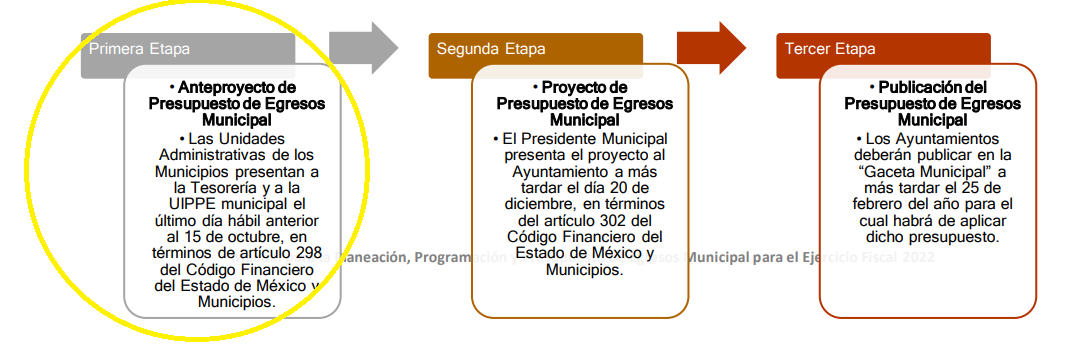 Primera Etapa
• Anteproyecto de
Presupuesto de Egresos
Municipal
• Las Unidades
Administrativas de los
Municipios presentan a
la Tesorería y a la
UIPPE municipal el
último día hábil anterior
al 15 de octubre, en
términos de artículo 298
del Código Financiero
del Estado de México y
Municipios.
Segunda Etapa
• Proyecto de
Presupuesto de Egresos
Municipal
• El Presidente Municipal
presenta el proyecto al
Ayuntamiento a más
tardar el día 20 de
diciembre, en términos
del artículo 302 del
Código Financiero del
Estado de México y
Municipios.
Tercer Etapa
• Publicación del
Presupuesto de Egresos
Municipal
• Los Ayuntamientos
deberán publicar en la
“Gaceta Municipal” a
más tardar el 25 de
febrero del año para el
cual habrá de aplicar
dicho presupuesto.
la Planeación, Programación y Egresos Municipal para el Ejercicio Fiscal 2022